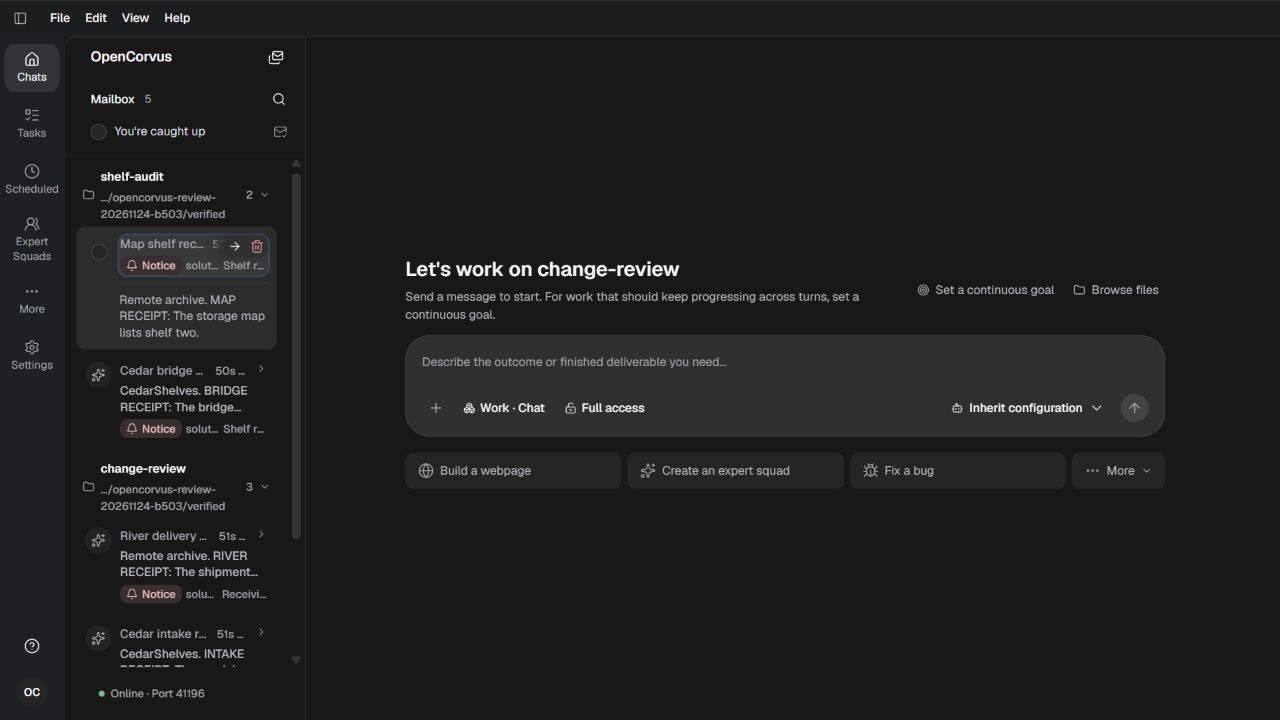 File Edit View Help
Chats
Tasks
Scheduled
Expert
Squads
More
Settings
OC
OpenCorvus
Mailbox 5
You're caught up
shelf-audit
.../opencorvus-review-
20261124-b503/verified
2
Map shelf rec...
Notice solut... Shelf r...
Remote archive. MAP
RECEIPT: The storage map
lists shelf two.
Cedar bridge ... 50s ...
CedarShelves. BRIDGE
RECEIPT: The bridge...
Notice solut... Shelf r...
change-review
.../opencorvus-review-
20261124-b503/verified
3
River delivery ... 51s ...
Remote archive. RIVER
RECEIPT: The shipment...
Notice solu... Receivi...
Cedar intake r... 51s ...
CedarShelves. INTAKE
Online · Port 41196
Let's work on change-review
Send a message to start. For work that should keep progressing across turns, set a
continuous goal.
Set a continuous goal Browse files
Describe the outcome or finished deliverable you need...
Work · Chat Full access Inherit configuration
Build a webpage Create an expert squad Fix a bug More